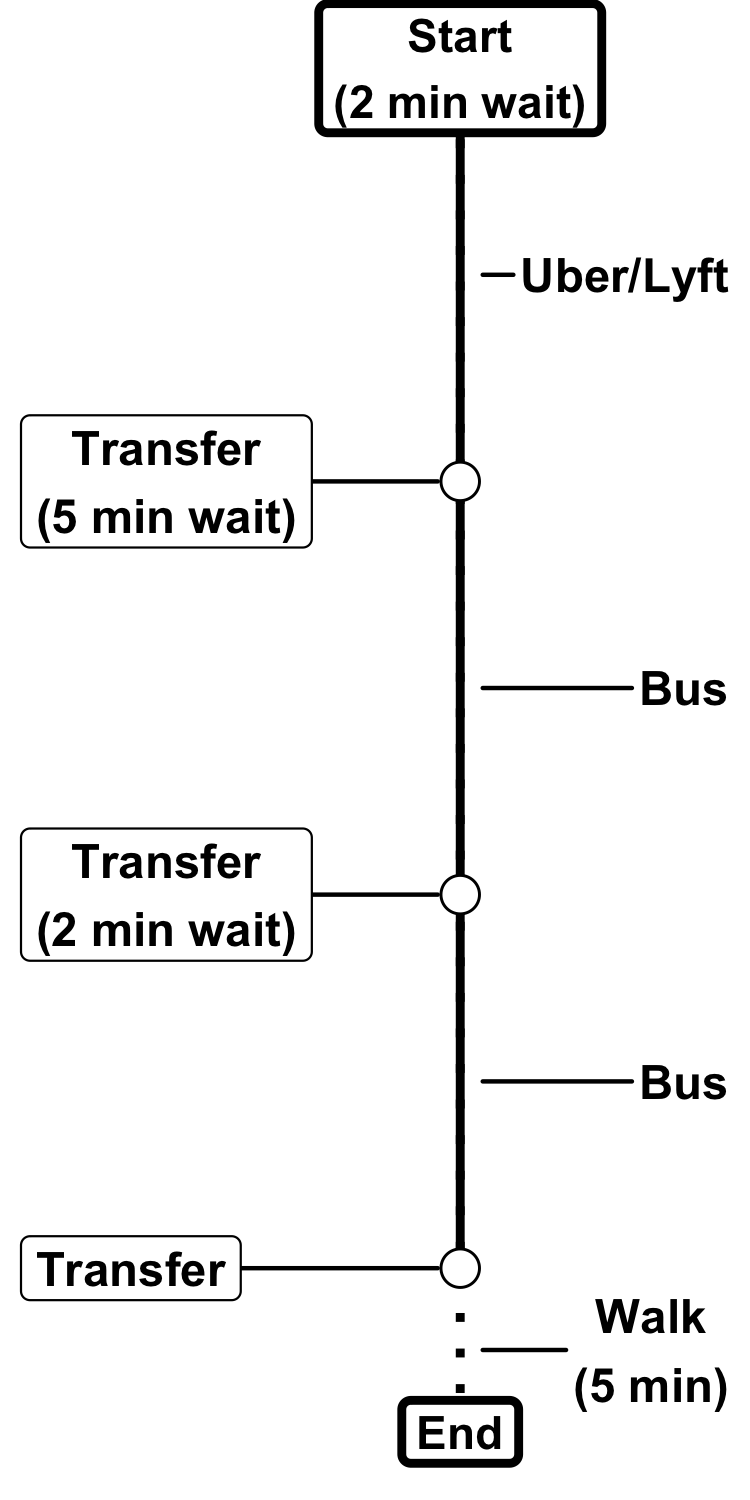 Start
(2 min wait)
Uber/Lyft
Transfer
(5 min wait)
Bus
Transfer
(2 min wait)
Bus
Transfer
Walk
(5 min)
End